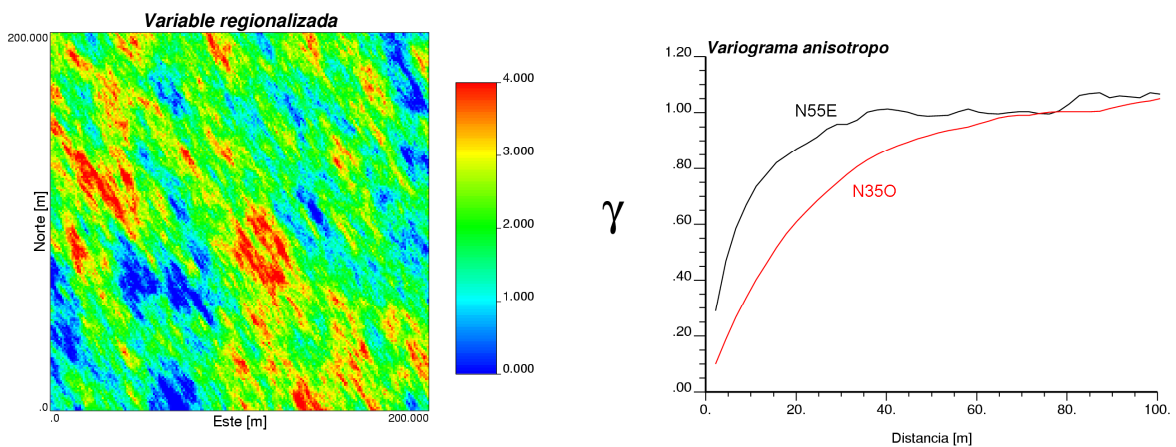 Variable regionalizada
200.000
Norte [m]
.0
.0
Este [m]
200.000
4.000
3.000
2.000
1.000
0.000
Variograma anisotropo
γ
1.20
1.00
.80
.60
.40
.20
.00
N55E
N35O
0.
20.
40.
60.
80.
100.
Distancia [m]